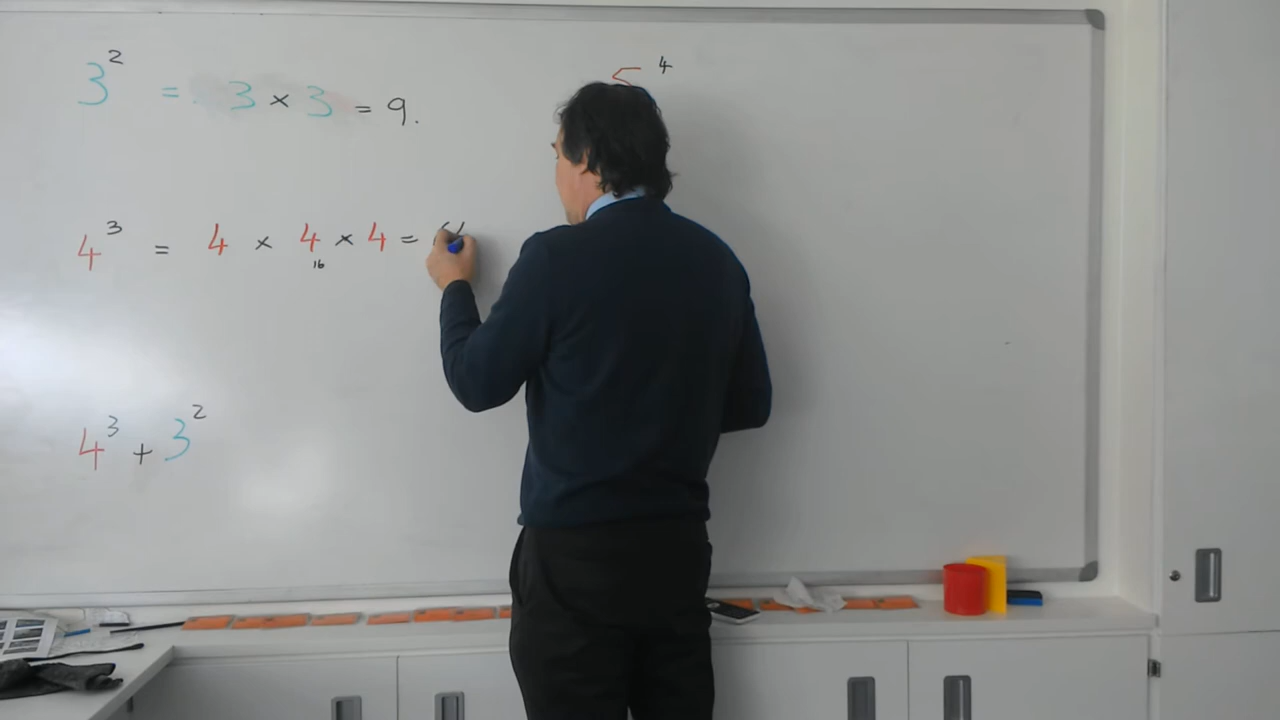 3² = 3 × 3 = 9.
5⁴
4³ = 4 × 4 × 4 =
16
4³ + 3²